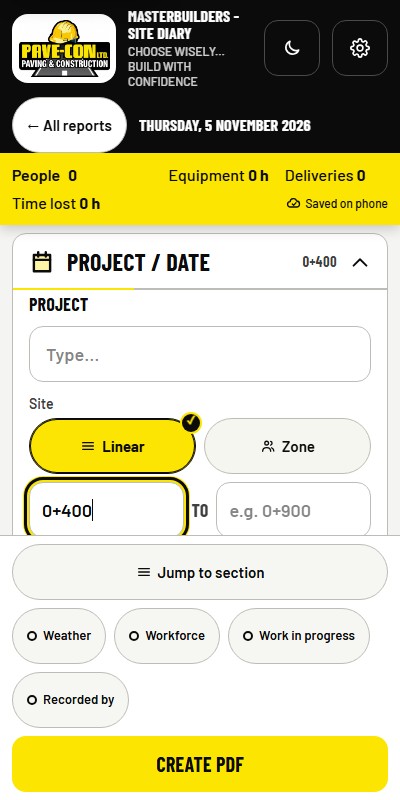 PAVE-CON LTD.
PAVING & CONSTRUCTION
MASTERBUILDERS -
SITE DIARY
CHOOSE WISELY...
BUILD WITH
CONFIDENCE
← All reports
THURSDAY, 5 NOVEMBER 2026
People 0
Equipment 0 h
Deliveries 0
Time lost 0 h
Saved on phone
PROJECT / DATE
0+400
PROJECT
Type...
Site
Linear
Zone
0+400
TO
e.g. 0+900
Jump to section
Weather
Workforce
Work in progress
Recorded by
CREATE PDF